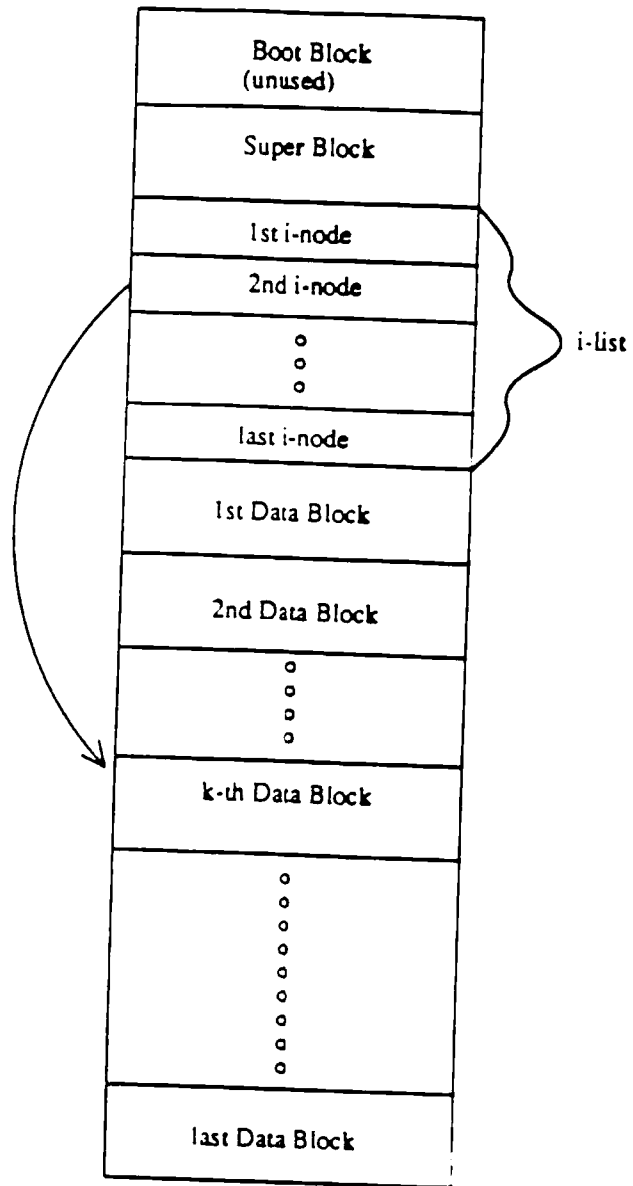 Boot Block
(unused)
Super Block
1st i-node
2nd i-node
i-list
last i-node
1st Data Block
2nd Data Block
k-th Data Block
last Data Block